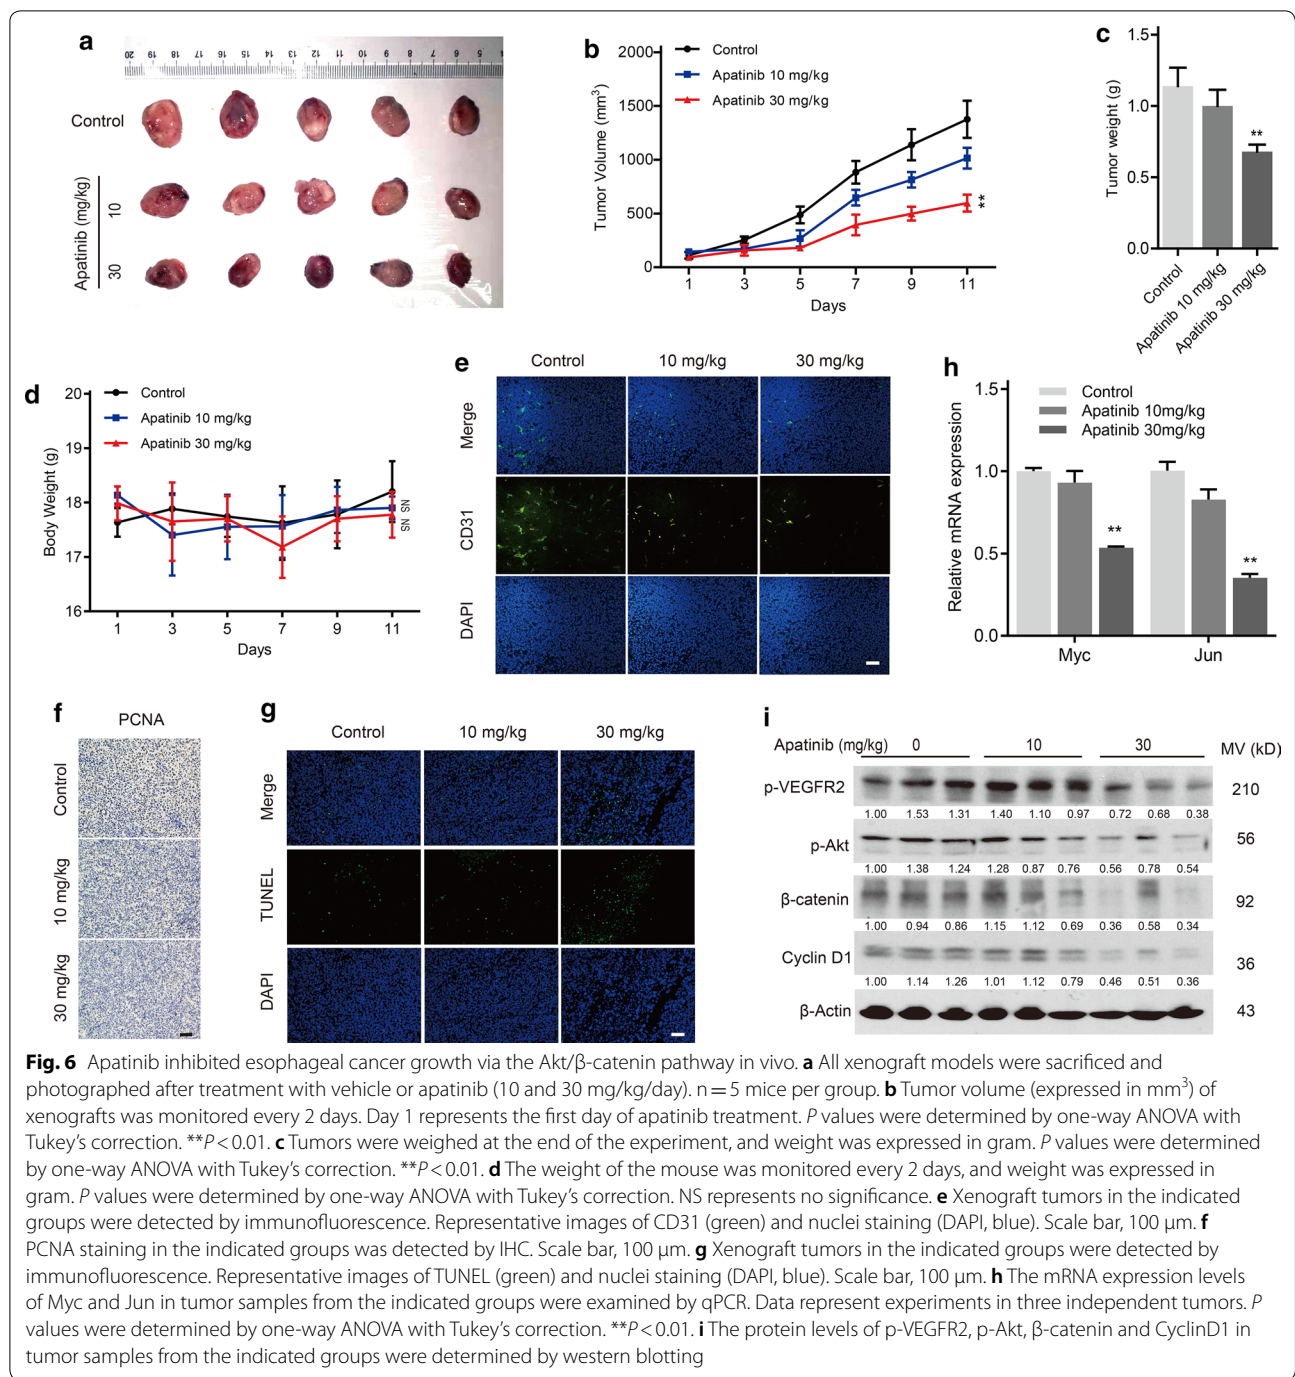 a
20 19 18 17 16 15 14 13 12 11 10 9 8 7 6 5 4
Control
Apatinib (mg/kg)
10
30
b
Tumor Volume (mm³)
2000
1500
1000
500
0
1 3 5 7 9 11
Days
Control
Apatinib 10 mg/kg
Apatinib 30 mg/kg
**
c
Tumor weight (g)
1.5
1.0
0.5
0.0
**
Control
Apatinib 10 mg/kg
Apatinib 30 mg/kg
d
Body Weight (g)
20
19
18
17
16
1 3 5 7 9 11
Days
Control
Apatinib 10 mg/kg
Apatinib 30 mg/kg
NS
NS
e
Control 10 mg/kg 30 mg/kg
Merge
CD31
DAPI
h
Relative mRNA expression
1.5
1.0
0.5
0.0
Control
Apatinib 10mg/kg
Apatinib 30mg/kg
**
**
Myc Jun
f
PCNA
Control
10 mg/kg
30 mg/kg
g
Control 10 mg/kg 30 mg/kg
Merge
TUNEL
DAPI
i
Apatinib (mg/kg) 0 10 30 MV (kD)
p-VEGFR2 210
1.00 1.53 1.31 1.40 1.10 0.97 0.72 0.68 0.38
p-Akt 56
1.00 1.38 1.24 1.28 0.87 0.76 0.56 0.78 0.54
β-catenin 92
1.00 0.94 0.86 1.15 1.12 0.69 0.36 0.58 0.34
Cyclin D1 36
1.00 1.14 1.26 1.01 1.12 0.79 0.46 0.51 0.36
β-Actin 43
Fig. 6 Apatinib inhibited esophageal cancer growth via the Akt/β-catenin pathway in vivo. a All xenograft models were sacrificed and
photographed after treatment with vehicle or apatinib (10 and 30 mg/kg/day). n = 5 mice per group. b Tumor volume (expressed in mm³) of
xenografts was monitored every 2 days. Day 1 represents the first day of apatinib treatment. P values were determined by one-way ANOVA with
Tukey's correction. **P < 0.01. c Tumors were weighed at the end of the experiment, and weight was expressed in gram. P values were determined
by one-way ANOVA with Tukey's correction. **P < 0.01. d The weight of the mouse was monitored every 2 days, and weight was expressed in
gram. P values were determined by one-way ANOVA with Tukey's correction. NS represents no significance. e Xenograft tumors in the indicated
groups were detected by immunofluorescence. Representative images of CD31 (green) and nuclei staining (DAPI, blue). Scale bar, 100 μm. f
PCNA staining in the indicated groups was detected by IHC. Scale bar, 100 μm. g Xenograft tumors in the indicated groups were detected by
immunofluorescence. Representative images of TUNEL (green) and nuclei staining (DAPI, blue). Scale bar, 100 μm. h The mRNA expression levels
of Myc and Jun in tumor samples from the indicated groups were examined by qPCR. Data represent experiments in three independent tumors. P
values were determined by one-way ANOVA with Tukey's correction. **P < 0.01. i The protein levels of p-VEGFR2, p-Akt, β-catenin and CyclinD1 in
tumor samples from the indicated groups were determined by western blotting